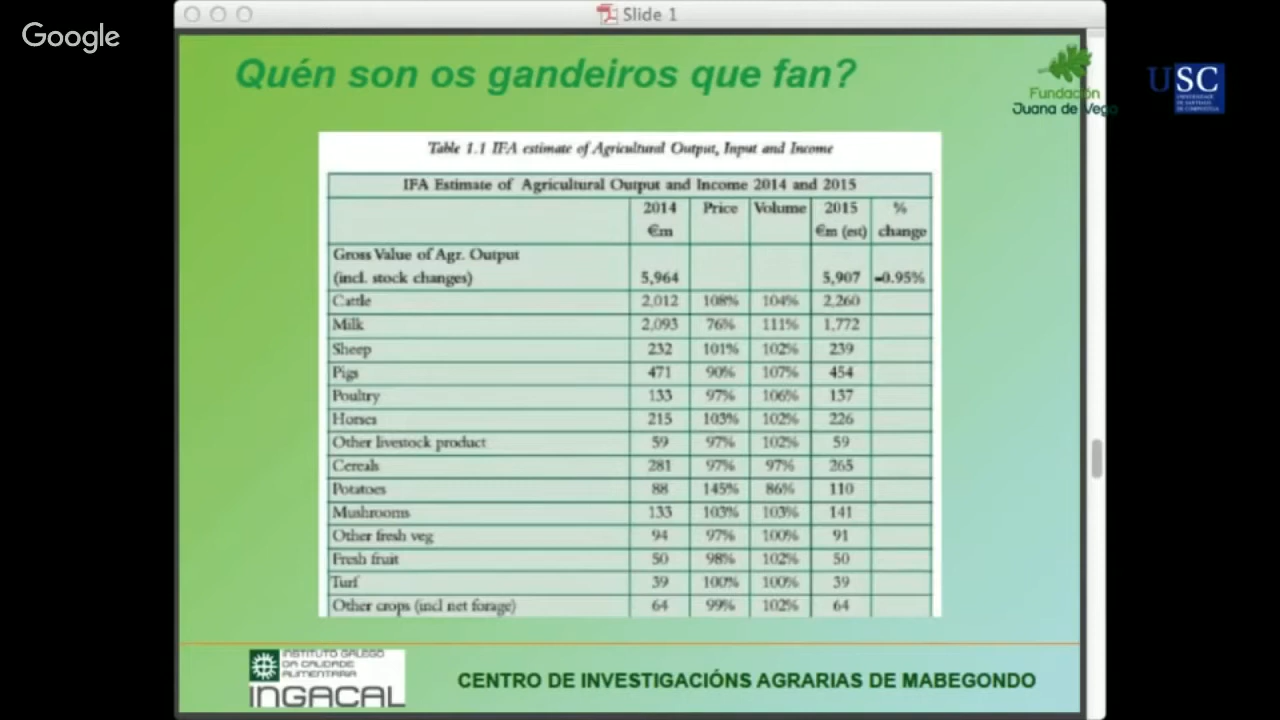 Slide 1
Google
Quén son os gandeiros que fan?
Fundación
Juana de Vega
USC
Table 1.1 IFA estimate of Agricultural Output, Input and Income
IFA Estimate of Agricultural Output and Income 2014 and 2015
2014 Price Volume 2015 %
€m €m (est) change
Gross Value of Agr. Output
(incl. stock changes) 5,964 5,907 -0.95%
Cattle 2,012 108% 104% 2,260
Milk 2,093 76% 111% 1,772
Sheep 232 101% 102% 239
Pigs 471 90% 107% 454
Poultry 133 97% 106% 137
Horses 215 103% 102% 226
Other livestock product 59 97% 102% 59
Cereals 281 97% 97% 265
Potatoes 88 145% 86% 110
Mushrooms 133 103% 103% 141
Other fresh veg 94 97% 100% 91
Fresh fruit 50 98% 102% 50
Turf 39 100% 100% 39
Other crops (incl net forage) 64 99% 102% 64
INSTITUTO GALEGO
DA CALIDADE
ALIMENTARIA
INGACAL
CENTRO DE INVESTIGACIÓNS AGRARIAS DE MABEGONDO